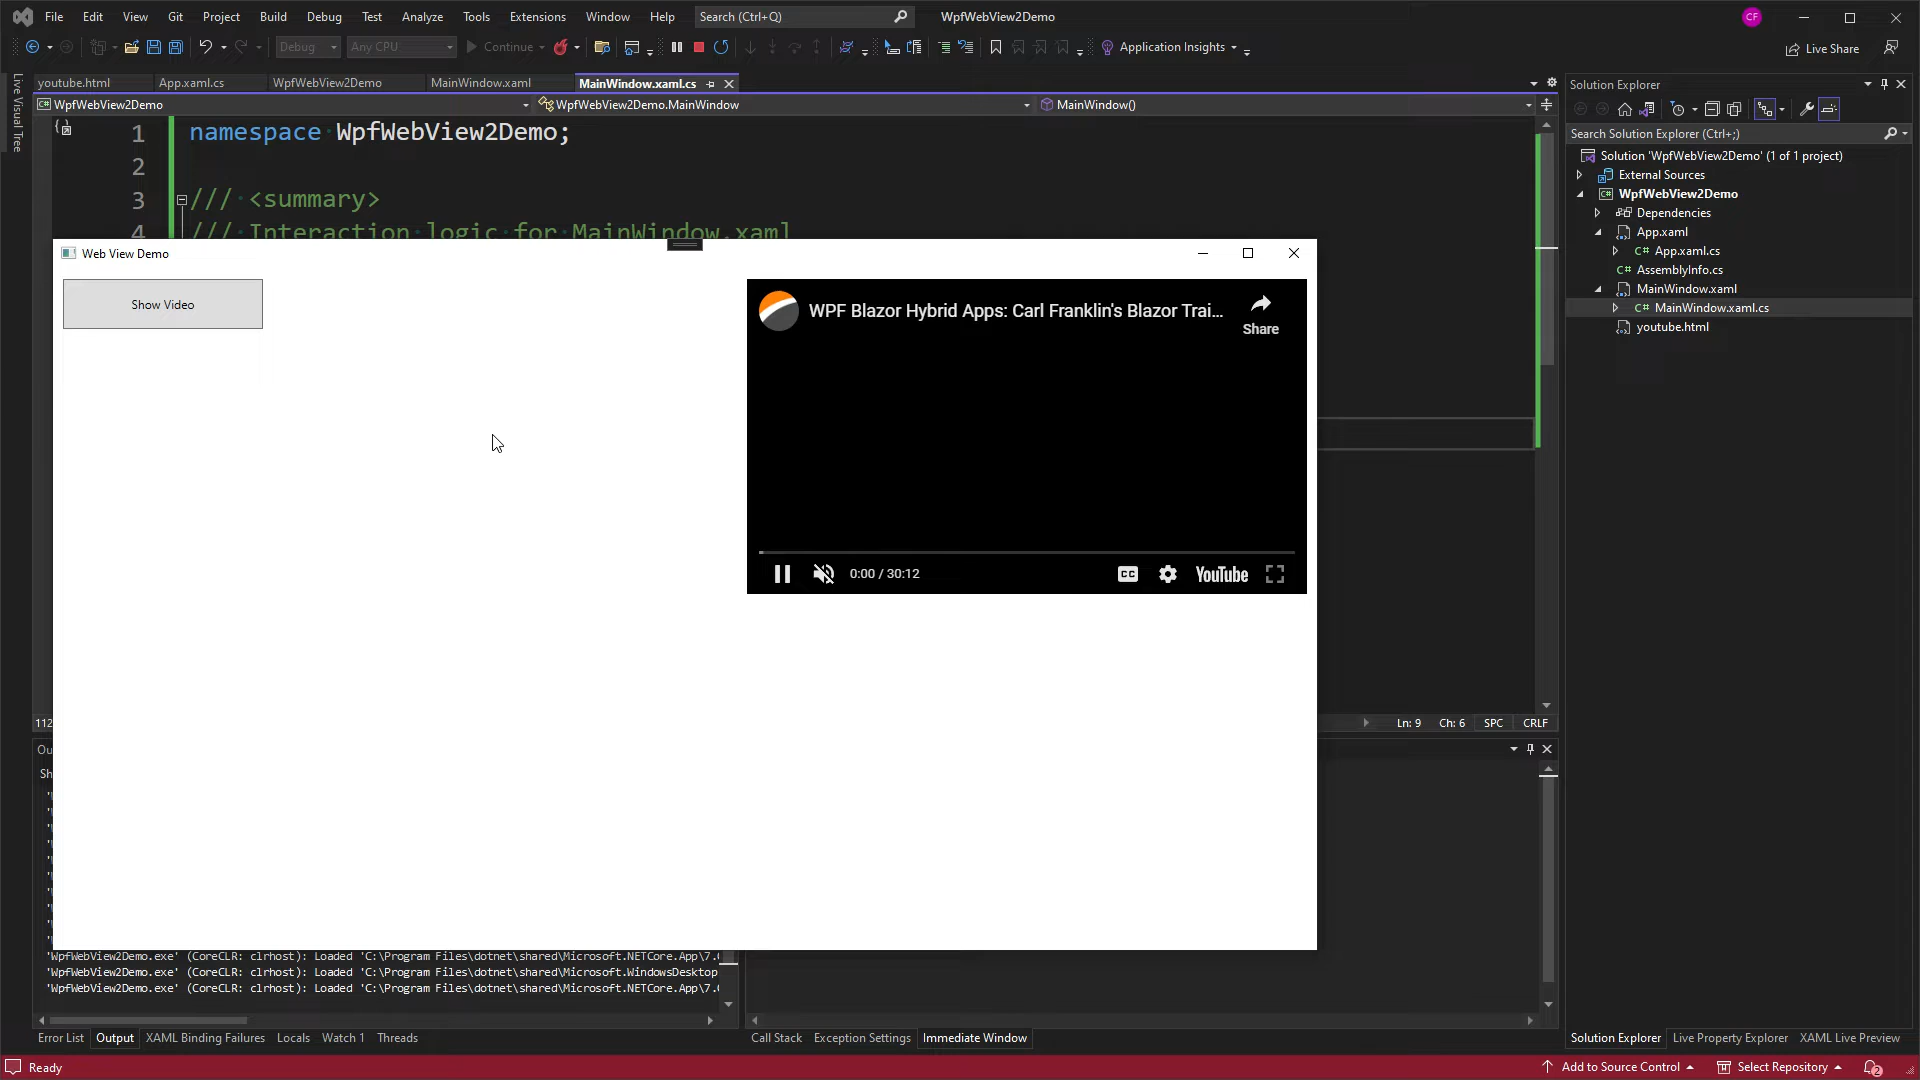 File Edit View Git Project Build Debug Test Analyze Tools Extensions Window Help Search (Ctrl+Q) WpfWebView2Demo CF
Debug Any CPU Continue Application Insights Live Share
youtube.html App.xaml.cs WpfWebView2Demo MainWindow.xaml MainWindow.xaml.cs
WpfWebView2Demo WpfWebView2Demo.MainWindow MainWindow()
Live Visual Tree
1 namespace WpfWebView2Demo;
2
3 /// <summary>
4 /// Interaction logic for MainWindow.xaml
Web View Demo
Show Video
WPF Blazor Hybrid Apps: Carl Franklin's Blazor Trai...
Share
0:00 / 30:12 CC YouTube
112
Ln: 9 Ch: 6 SPC CRLF
Ou
Sh
'WpfWebView2Demo.exe' (CoreCLR: clrhost): Loaded 'C:\Program Files\dotnet\shared\Microsoft.NETCore.App\7.
'WpfWebView2Demo.exe' (CoreCLR: clrhost): Loaded 'C:\Program Files\dotnet\shared\Microsoft.WindowsDesktop
'WpfWebView2Demo.exe' (CoreCLR: clrhost): Loaded 'C:\Program Files\dotnet\shared\Microsoft.NETCore.App\7.
Error List Output XAML Binding Failures Locals Watch 1 Threads
Call Stack Exception Settings Immediate Window
Solution Explorer
Search Solution Explorer (Ctrl+;)
Solution 'WpfWebView2Demo' (1 of 1 project)
External Sources
WpfWebView2Demo
Dependencies
App.xaml
App.xaml.cs
AssemblyInfo.cs
MainWindow.xaml
MainWindow.xaml.cs
youtube.html
Solution Explorer Live Property Explorer XAML Live Preview
Ready Add to Source Control Select Repository 2